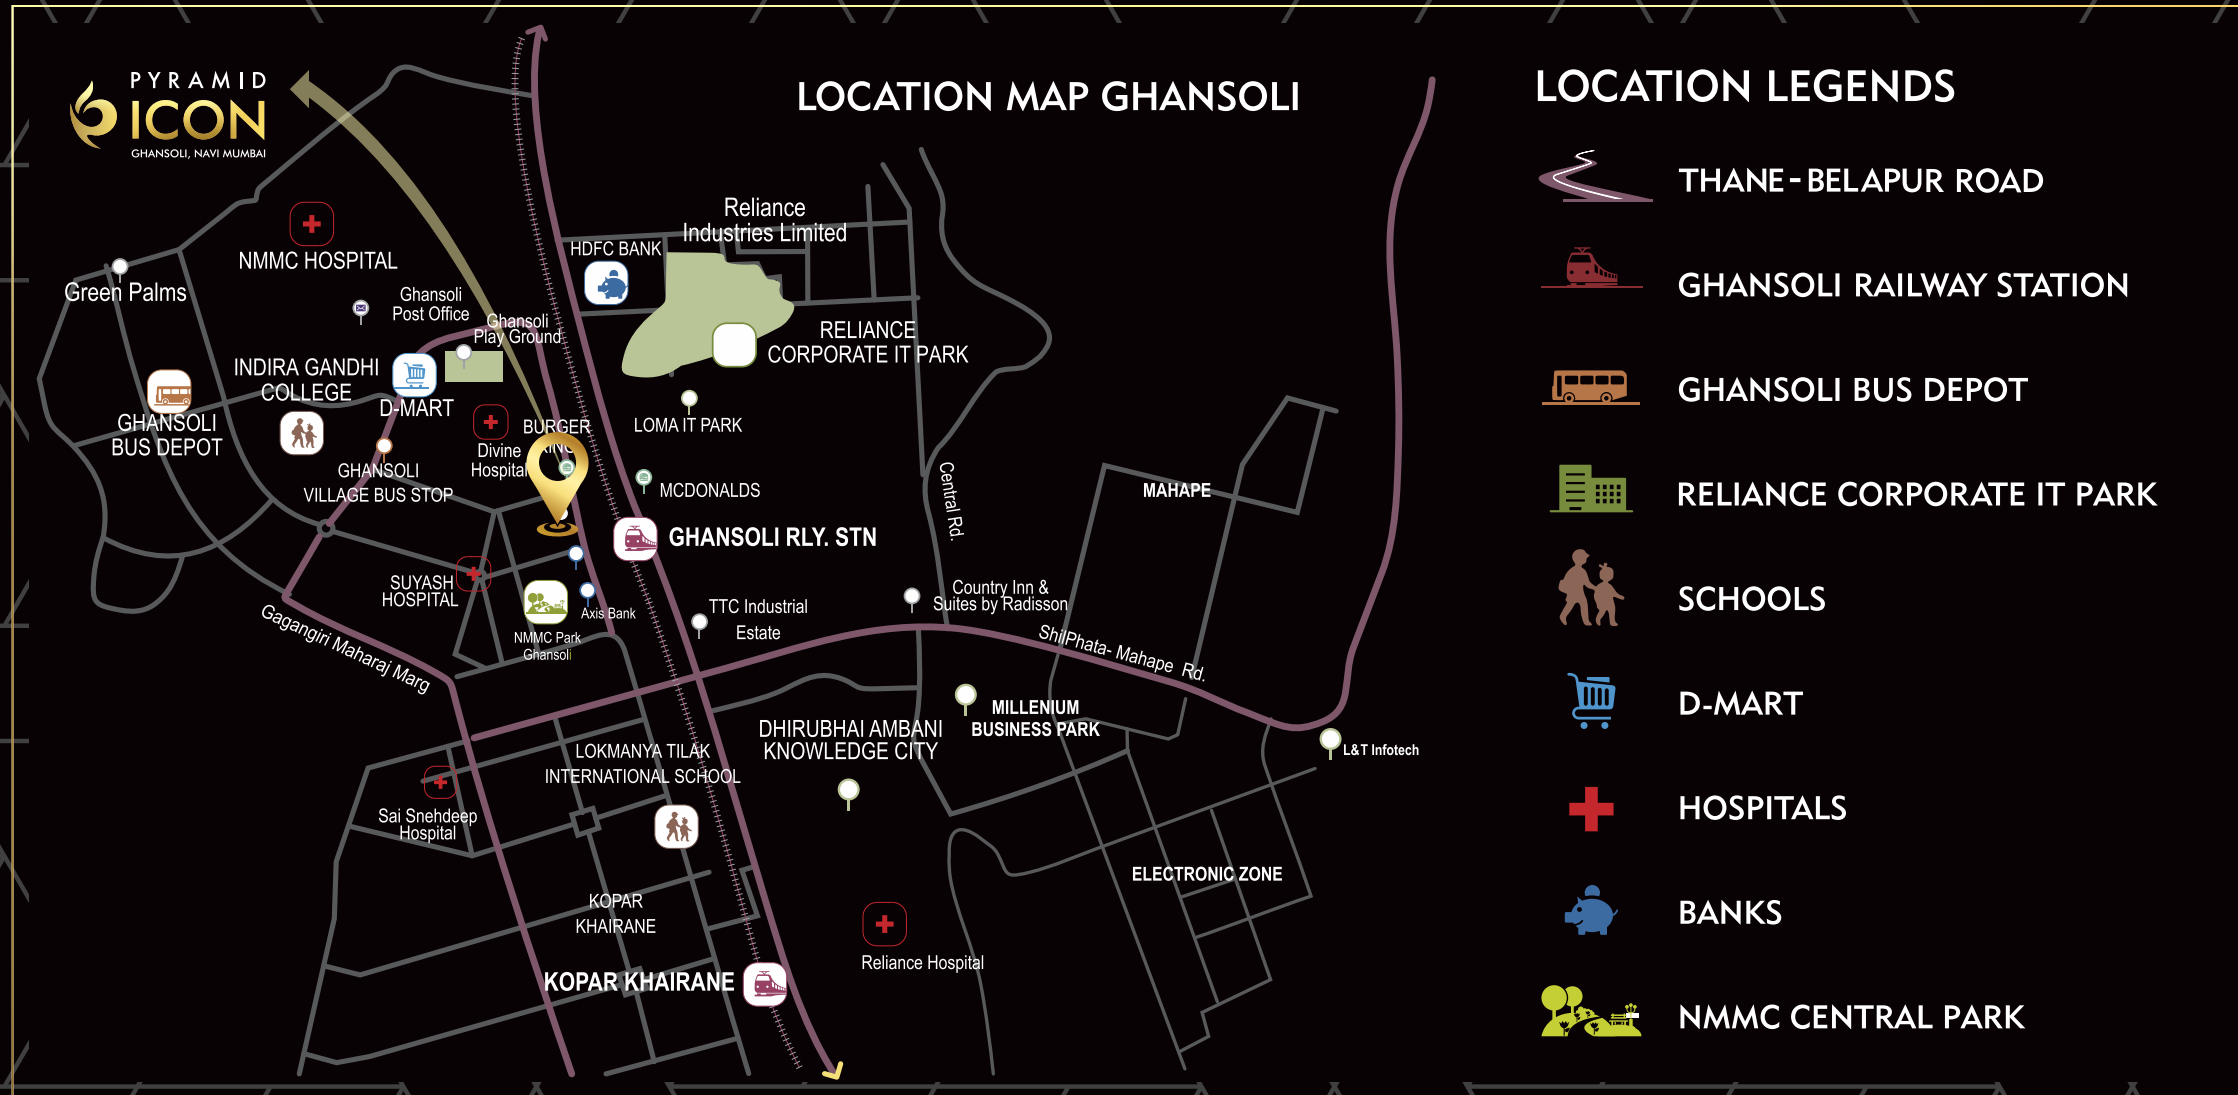 PYRAMID
ICON
GHANSOLI, NAVI MUMBAI
LOCATION MAP GHANSOLI
NMMC HOSPITAL
Green Palms
Ghansoli
Post Office
Ghansoli
Play Ground
INDIRA GANDHI
COLLEGE
D-MART
GHANSOLI
BUS DEPOT
GHANSOLI
VILLAGE BUS STOP
Divine
Hospital
BURGER
HDFC BANK
Reliance
Industries Limited
RELIANCE
CORPORATE IT PARK
LOMA IT PARK
MCDONALDS
GHANSOLI RLY. STN
Central Rd.
MAHAPE
SUYASH
HOSPITAL
Axis Bank
NMMC Park
Ghansoli
Gagangiri Maharaj Marg
TTC Industrial
Estate
Country Inn &
Suites by Radisson
ShilPhata- Mahape Rd.
MILLENIUM
BUSINESS PARK
L&T Infotech
DHIRUBHAI AMBANI
KNOWLEDGE CITY
LOKMANYA TILAK
INTERNATIONAL SCHOOL
Sai Snehdeep
Hospital
ELECTRONIC ZONE
KOPAR
KHAIRANE
Reliance Hospital
KOPAR KHAIRANE
LOCATION LEGENDS
THANE-BELAPUR ROAD
GHANSOLI RAILWAY STATION
GHANSOLI BUS DEPOT
RELIANCE CORPORATE IT PARK
SCHOOLS
D-MART
HOSPITALS
BANKS
NMMC CENTRAL PARK